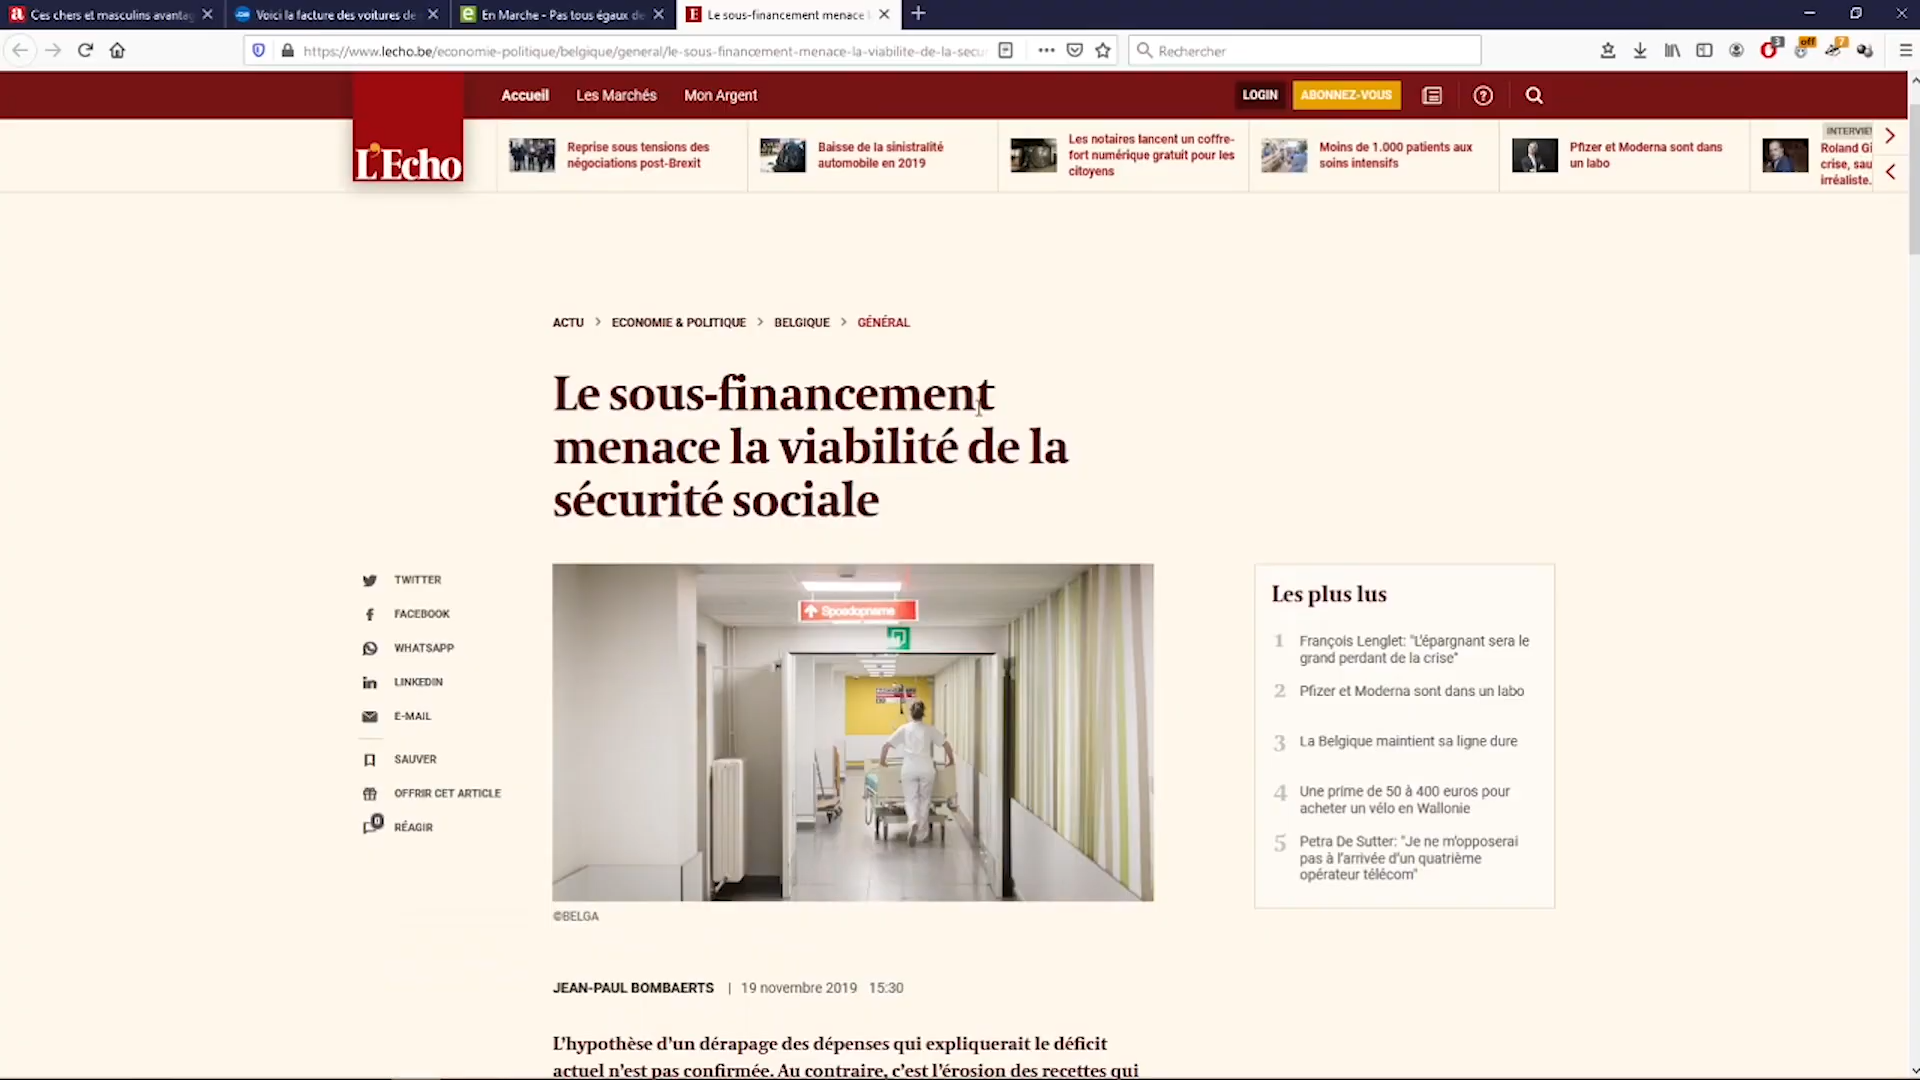 Ces chers et masculins avanta
Voici la facture des voitures de
En Marche - Pas tous égaux de
Le sous-financement menace l
https://www.lecho.be/economie-politique/belgique/general/le-sous-financement-menace-la-viabilite-de-la-secur
Rechercher
3
off
7
L'Echo
Accueil
Les Marchés
Mon Argent
LOGIN
ABONNEZ-VOUS
Reprise sous tensions des
négociations post-Brexit
Baisse de la sinistralité
automobile en 2019
Les notaires lancent un coffre-
fort numérique gratuit pour les
citoyens
Moins de 1.000 patients aux
soins intensifs
Pfizer et Moderna sont dans
un labo
INTERVIE
Roland Gi
crise, sau
irréaliste.
ACTU > ECONOMIE & POLITIQUE > BELGIQUE > GÉNÉRAL
Le sous-financement
menace la viabilité de la
sécurité sociale
TWITTER
FACEBOOK
WHATSAPP
LINKEDIN
E-MAIL
SAUVER
OFFRIR CET ARTICLE
0
RÉAGIR
Spoedopname
©BELGA
Les plus lus
1 François Lenglet: "L'épargnant sera le
grand perdant de la crise"
2 Pfizer et Moderna sont dans un labo
3 La Belgique maintient sa ligne dure
4 Une prime de 50 à 400 euros pour
acheter un vélo en Wallonie
5 Petra De Sutter: "Je ne m'opposerai
pas à l'arrivée d'un quatrième
opérateur télécom"
JEAN-PAUL BOMBAERTS | 19 novembre 2019 15:30
L'hypothèse d'un dérapage des dépenses qui expliquerait le déficit
actuel n'est pas confirmée. Au contraire, c'est l'érosion des recettes qui